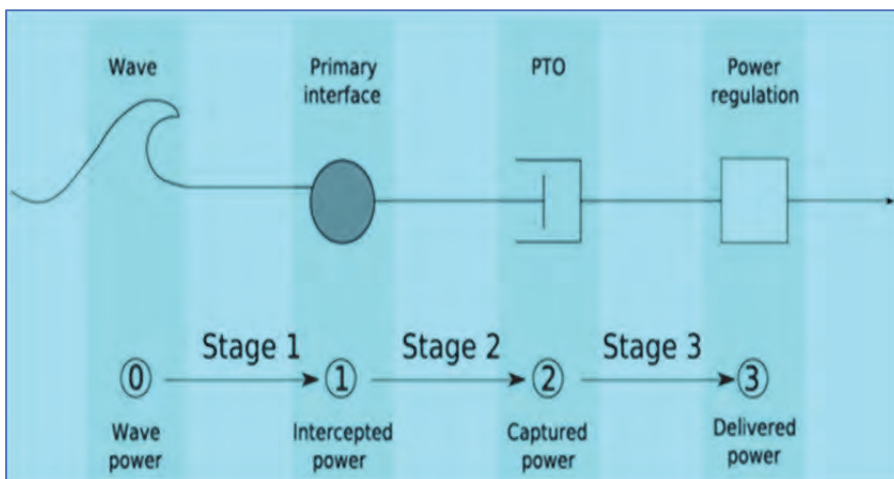 Wave
Primary
interface
PTO
Power
regulation
Stage 1
Stage 2
Stage 3
0
1
2
3
Wave
power
Intercepted
power
Captured
power
Delivered
power